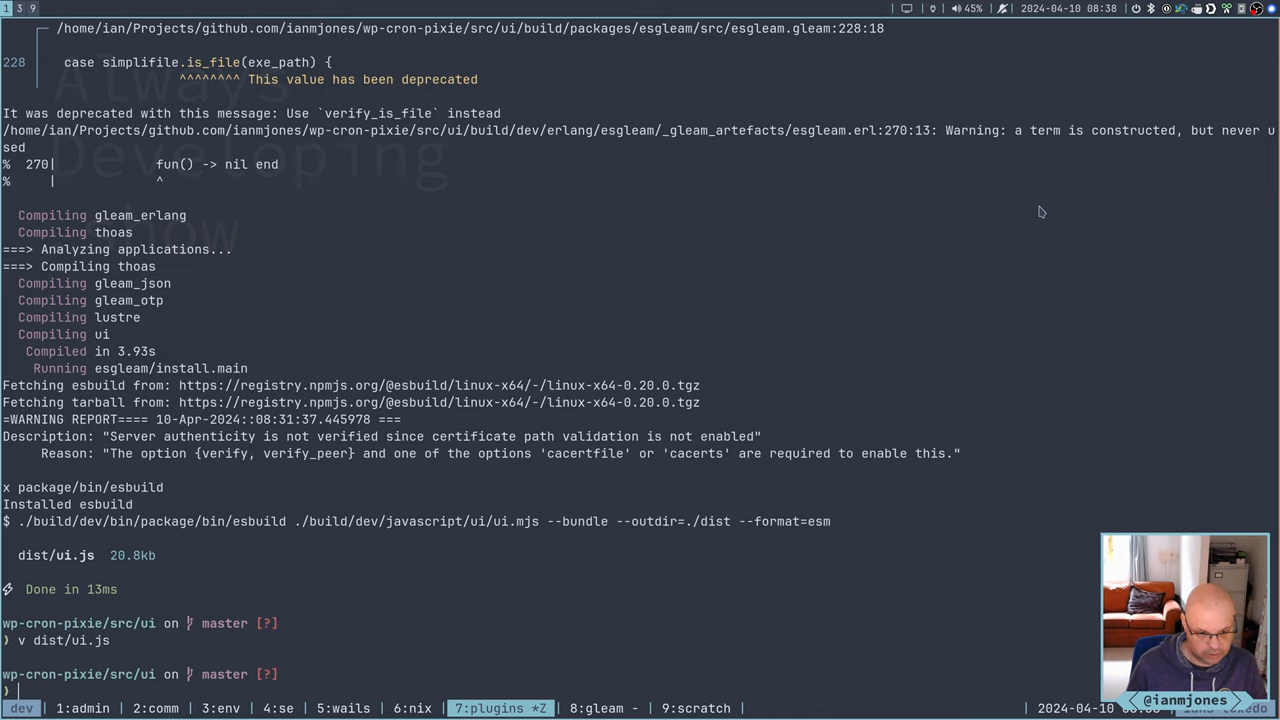 1 3 9 45% 2024-04-10 08:38
/home/ian/Projects/github.com/ianmjones/wp-cron-pixie/src/ui/build/packages/esgleam/src/esgleam.gleam:228:18
228 case simplifile.is_file(exe_path) {
^^^^^^^^ This value has been deprecated
Always
It was deprecated with this message: Use `verify_is_file` instead
/home/ian/Projects/github.com/ianmjones/wp-cron-pixie/src/ui/build/dev/erlang/esgleam/_gleam_artefacts/esgleam.erl:270:13: Warning: a term is constructed, but never u
sed
Developing
% 270| fun() -> nil end
% | ^
Compiling gleam_erlang
Compiling thoas
===> Analyzing applications...
===> Compiling thoas
Compiling gleam_json
Compiling gleam_otp
Compiling lustre
Compiling ui
Compiled in 3.93s
Running esgleam/install.main
Fetching esbuild from: https://registry.npmjs.org/@esbuild/linux-x64/-/linux-x64-0.20.0.tgz
Fetching tarball from: https://registry.npmjs.org/@esbuild/linux-x64/-/linux-x64-0.20.0.tgz
=WARNING REPORT==== 10-Apr-2024::08:31:37.445978 ===
Description: "Server authenticity is not verified since certificate path validation is not enabled"
Reason: "The option {verify, verify_peer} and one of the options 'cacertfile' or 'cacerts' are required to enable this."
x package/bin/esbuild
Installed esbuild
$ ./build/dev/bin/package/bin/esbuild ./build/dev/javascript/ui/ui.mjs --bundle --outdir=./dist --format=esm
dist/ui.js 20.8kb
⚡ Done in 13ms
wp-cron-pixie/src/ui on master [?]
❯ v dist/ui.js
wp-cron-pixie/src/ui on master [?]
❯
dev 1:admin 2:comm 3:env 4:se 5:wails 6:nix 7:plugins *Z 8:gleam - 9:scratch 2024-04-10
@ianmjones